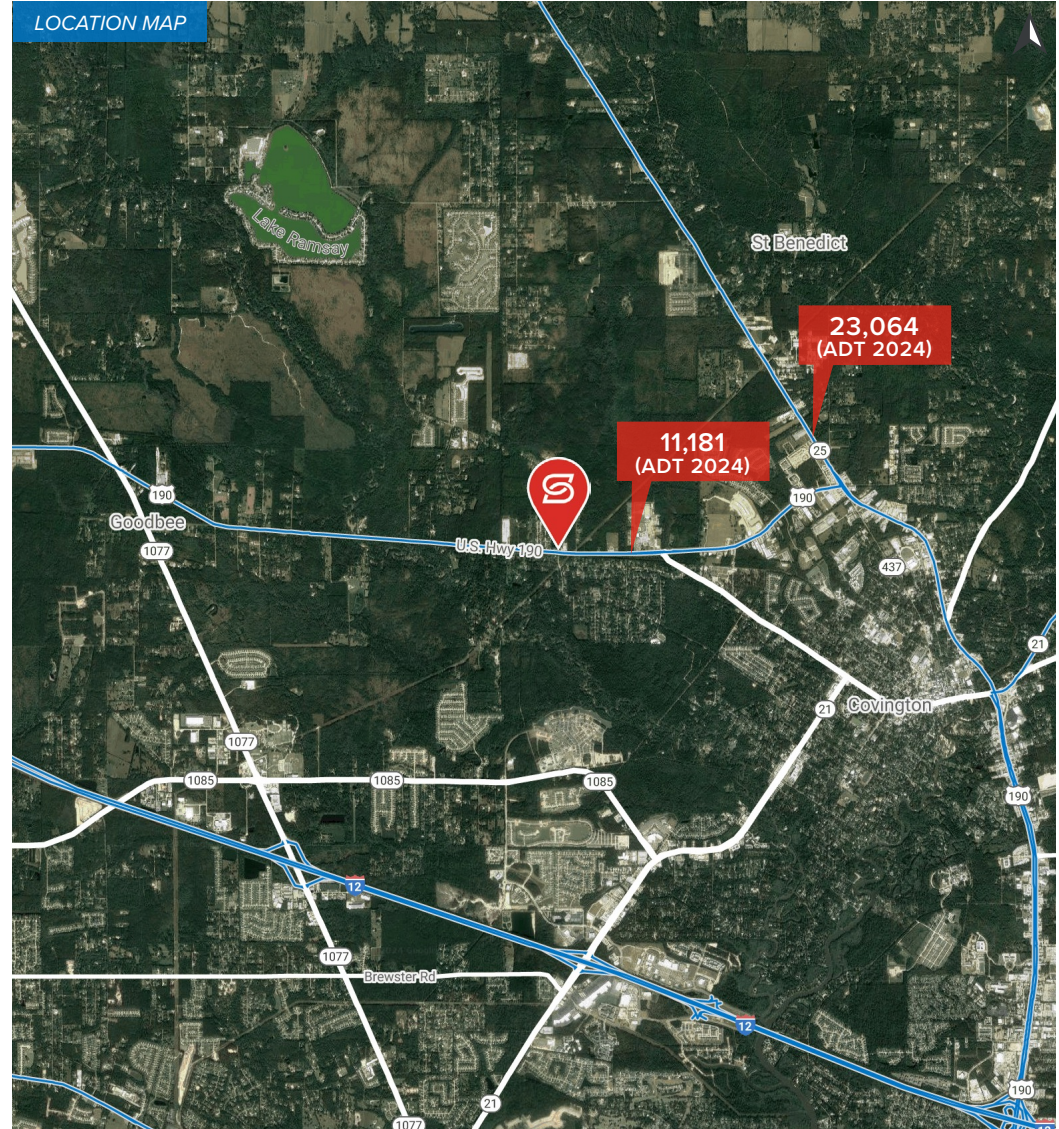 LOCATION MAP
Lake Ramsay
St Benedict
23,064
(ADT 2024)
11,181
(ADT 2024)
25
190
190
Goodbee
1077
U.S. Hwy 190
437
21
21
Covington
1077
1085
1085
1085
190
12
1077
Brewster Rd
12
21
190
1077